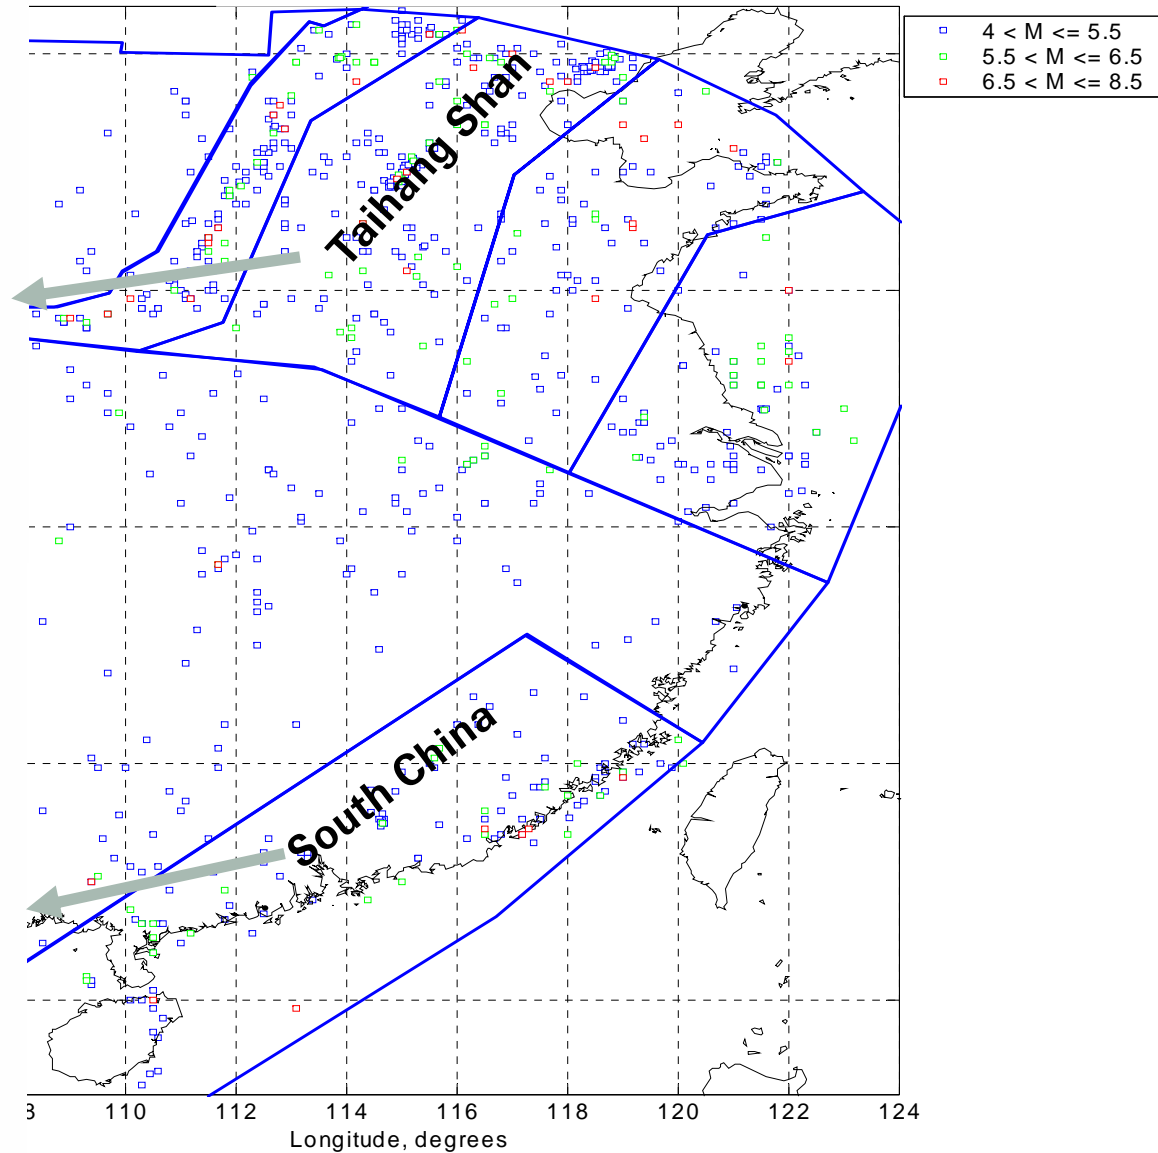 4 < M <= 5.5
5.5 < M <= 6.5
6.5 < M <= 8.5
Taihang Shan
South China
8 110 112 114 116 118 120 122 124
Longitude, degrees